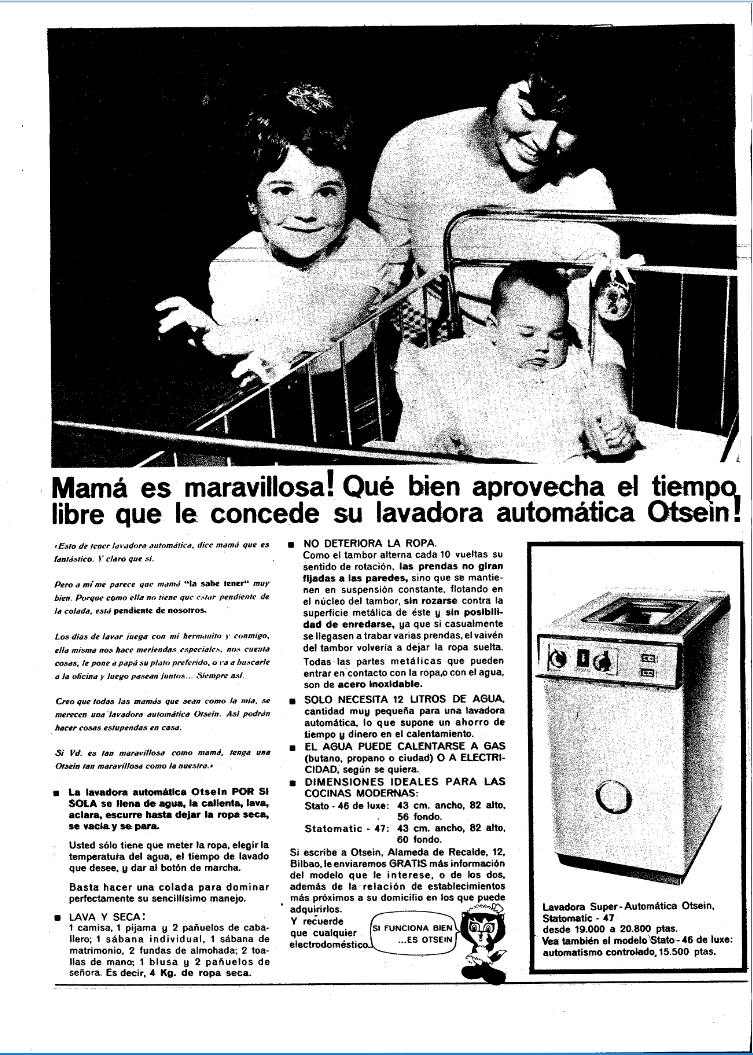 Mamá es maravillosa! Qué bien aprovecha el tiempo
libre que le concede su lavadora automática Otsein!
«Esto de tener lavadora automática, dice mamá que es
fantástico. Y claro que sí.
Pero a mí me parece que mamá "la sabe tener" muy
bien. Porque como ella no tiene que estar pendiente de
la colada, está pendiente de nosotros.
Los días de lavar juega con mi hermanito y conmigo,
ella misma nos hace meriendas especiales, nos cuenta
cosas, le pone a papá su plato preferido, o va a buscarle
a la oficina y luego pasean juntos... Siempre así.
Creo que todas las mamás que sean como la mía, se
merecen una lavadora automática Otsein. Así podrán
hacer cosas estupendas en casa.
Si Vd. es tan maravillosa como mamá, tenga una
Otsein tan maravillosa como la nuestra.»
■ La lavadora automática Otsein POR SI
SOLA se llena de agua, la calienta, lava,
aclara, escurre hasta dejar la ropa seca,
se vacía y se para.
Usted sólo tiene que meter la ropa, elegir la
temperatura del agua, el tiempo de lavado
que desee, y dar al botón de marcha.
Basta hacer una colada para dominar
perfectamente su sencillísimo manejo.
■ LAVA Y SECA:
1 camisa, 1 pijama y 2 pañuelos de caba-
llero; 1 sábana individual, 1 sábana de
matrimonio, 2 fundas de almohada; 2 toa-
llas de mano; 1 blusa y 2 pañuelos de
señora. Es decir, 4 Kg. de ropa seca.
■ NO DETERIORA LA ROPA.
Como el tambor alterna cada 10 vueltas su
sentido de rotación, las prendas no giran
fijadas a las paredes, sino que se mantie-
nen en suspensión constante, flotando en
el núcleo del tambor, sin rozarse contra la
superficie metálica de éste y sin posibili-
dad de enredarse, ya que si casualmente
se llegasen a trabar varias prendas, el vaivén
del tambor volvería a dejar la ropa suelta.
Todas las partes metálicas que pueden
entrar en contacto con la ropa,o con el agua,
son de acero inoxidable.
■ SOLO NECESITA 12 LITROS DE AGUA,
cantidad muy pequeña para una lavadora
automática, lo que supone un ahorro de
tiempo y dinero en el calentamiento.
■ EL AGUA PUEDE CALENTARSE A GAS
(butano, propano o ciudad) O A ELECTRI-
CIDAD, según se quiera.
■ DIMENSIONES IDEALES PARA LAS
COCINAS MODERNAS:
Stato - 46 de luxe: 43 cm. ancho, 82 alto,
56 fondo.
Statomatic - 47: 43 cm. ancho, 82 alto,
60 fondo.
Si escribe a Otsein, Alameda de Recalde, 12,
Bilbao, le enviaremos GRATIS más información
del modelo que le interese, o de los dos,
además de la relación de establecimientos
más próximos a su domicilio en los que puede
adquirirlos.
Y recuerde
que cualquier
electrodoméstico...
SI FUNCIONA BIEN
...ES OTSEIN
Lavadora Super-Automática Otsein,
Statomatic - 47
desde 19.000 a 20.800 ptas.
Vea también el modelo Stato-46 de luxe:
automatismo controlado, 15.500 ptas.